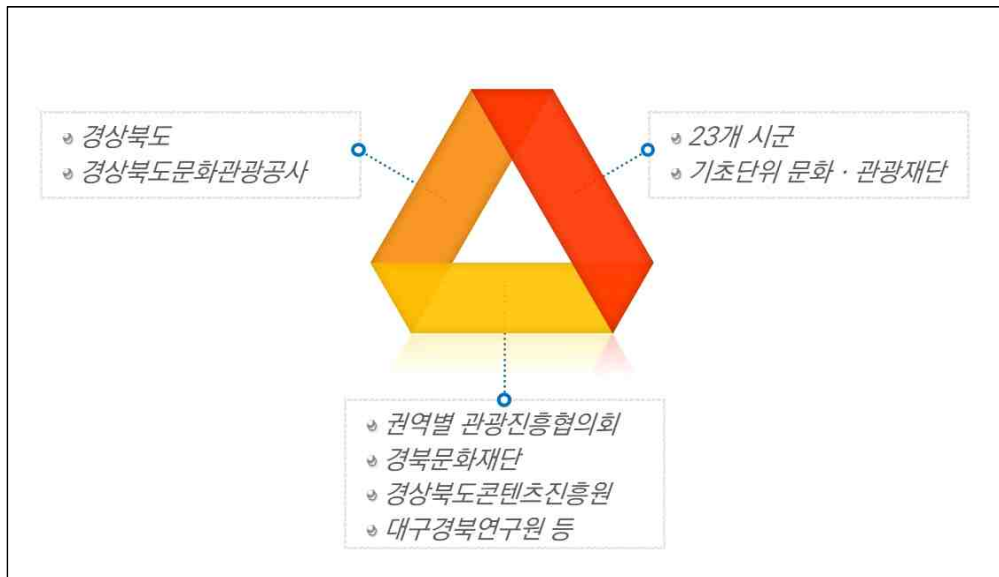 경상북도
경상북도문화관광공사
23개 시군
기초단위 문화 · 관광재단
권역별 관광진흥협의회
경북문화재단
경상북도콘텐츠진흥원
대구경북연구원 등